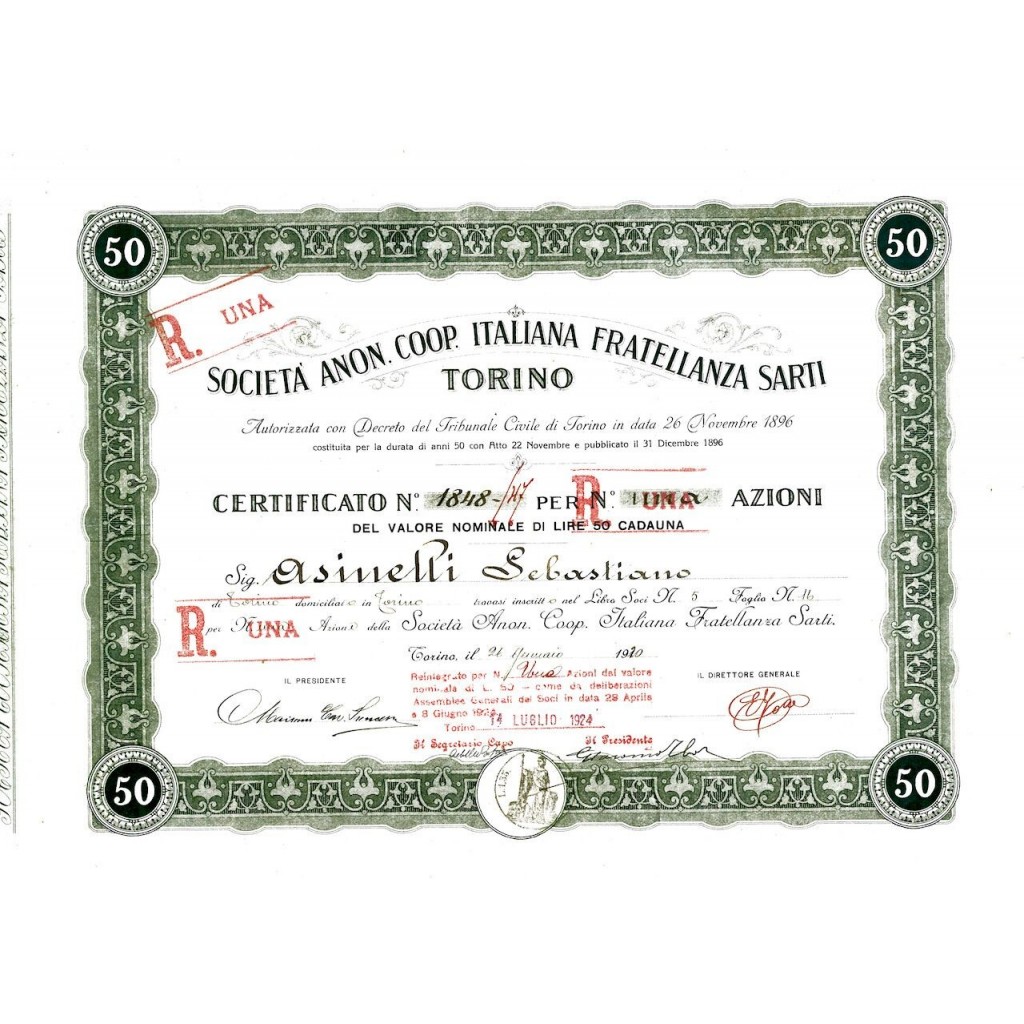 50
50
R. UNA
SOCIETÀ ANON. COOP. ITALIANA FRATELLANZA SARTI
TORINO
Autorizzata con Decreto del Tribunale Civile di Torino in data 26 Novembre 1896
costituita per la durata di anni 50 con Atto 22 Novembre e pubblicato il 31 Dicembre 1896
CERTIFICATO N.º 1848 PER N.º R. UNA AZIONI
DEL VALORE NOMINALE DI LIRE 50 CADAUNA
Sig. Asinelli Sebastiano
di Torino domiciliato in Torino trovasi inscritto nel Libro Soci N. 5 Foglio N. 16
R. UNA
per Azione della Società Anon. Coop. Italiana Fratellanza Sarti.
Torino, il 26 Gennaio 1920
Reintegrato per N. Una Azioni del valore
nominale di L. 50 - come da deliberazioni
Assemblee Generali dei Soci in data 29 Aprile
e 8 Giugno
Torino 14 LUGLIO 1924
IL PRESIDENTE
IL DIRETTORE GENERALE
Il Segretario Capo
Il Presidente
50
50